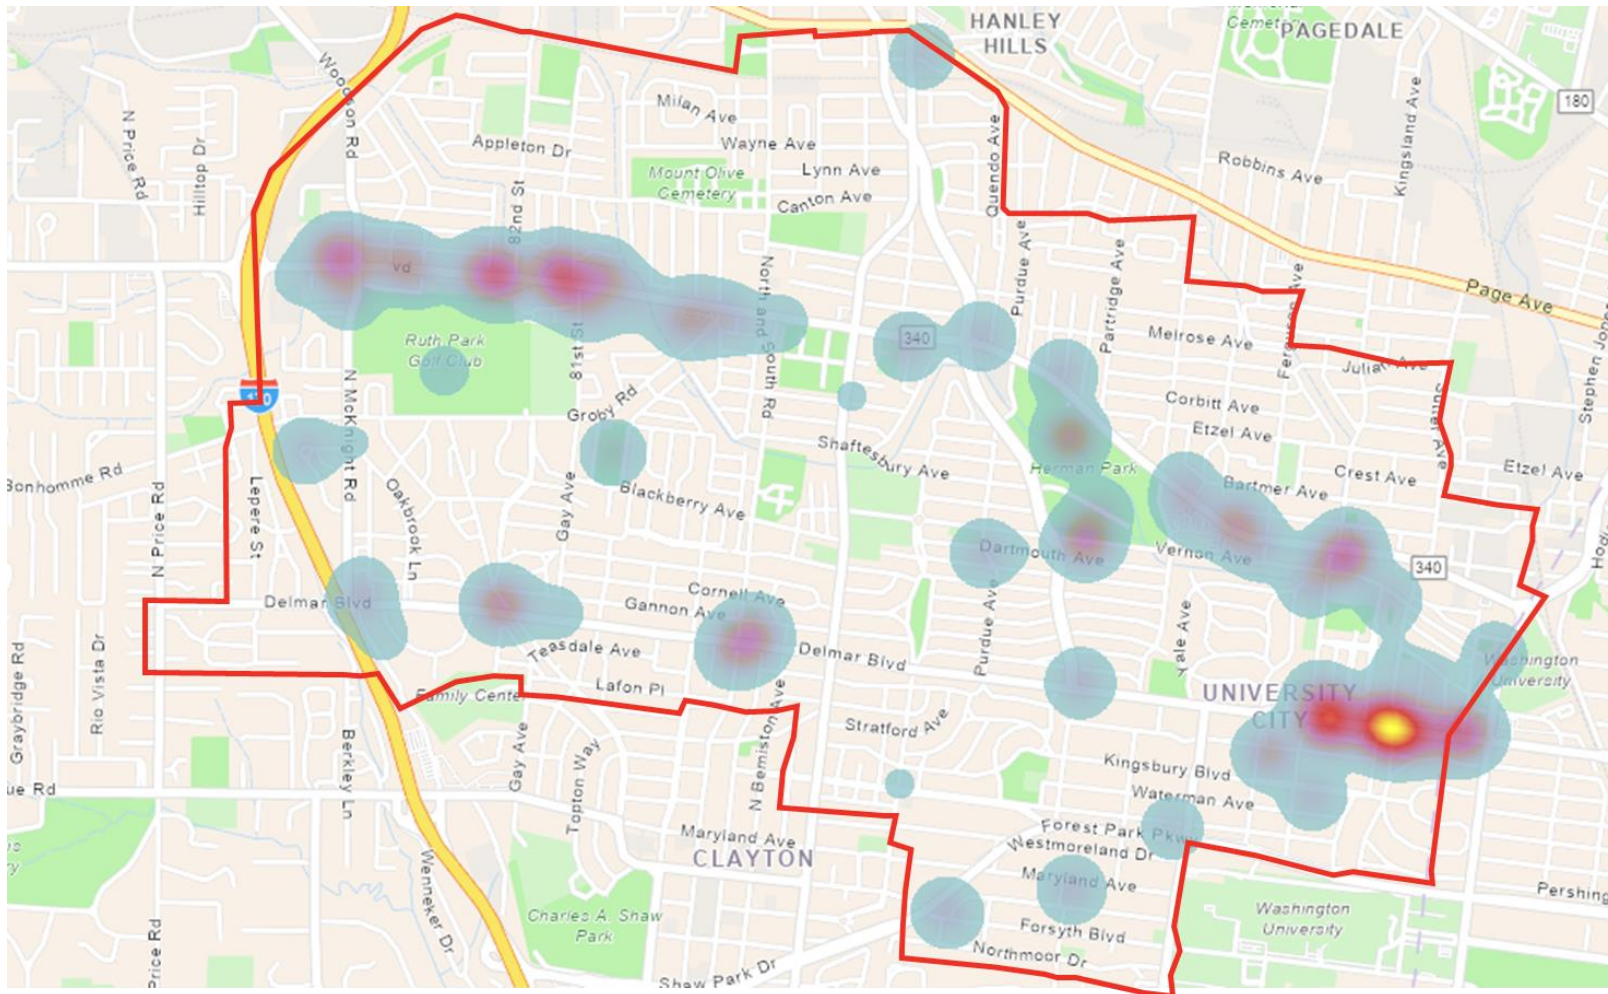 HANLEY
HILLS
PAGEDALE
180
Woodson Rd
N Price Rd
Hilltop Dr
Milan Ave
Appleton Dr
Wayne Ave
Lynn Ave
Mount Olive
Cemetery
Canton Ave
82nd St
Quendo Ave
Robbins Ave
Kingsland Ave
Page Ave
vd
Purdue Ave
Partridge Ave
Ferguson Ave
North and South Rd
340
Melrose Ave
Julian Ave
Stephen Jones
Ruth Park
Golf Club
81st St
N McKnight Rd
Groby Rd
Corbitt Ave
Etzel Ave
Shaftesbury Ave
Herman Park
Crest Ave
Etzel Ave
Bonhomme Rd
N Price Rd
Lepere St
Oakbrook Ln
Gay Ave
Blackberry Ave
Bartmer Ave
Dartmouth Ave
Vernon Ave
340
Delmar Blvd
Cornell Ave
Gannon Ave
Purdue Ave
Yale Ave
Graybridge Rd
Rio Vista Dr
Teasdale Ave
Delmar Blvd
Washington
University
Family Center
Lafon Pl
UNIVERSITY
CITY
Stratford Ave
Berkley Ln
Gay Ave
Topton Way
N Bemiston Ave
Kingsbury Blvd
Waterman Ave
ue Rd
Maryland Ave
CLAYTON
Forest Park Pkwy
Westmoreland Dr
Maryland Ave
Pershing
Wenneker Dr
Charles A. Shaw
Park
Washington
University
Forsyth Blvd
Northmoor Dr
Price Rd
Shaw Park Dr